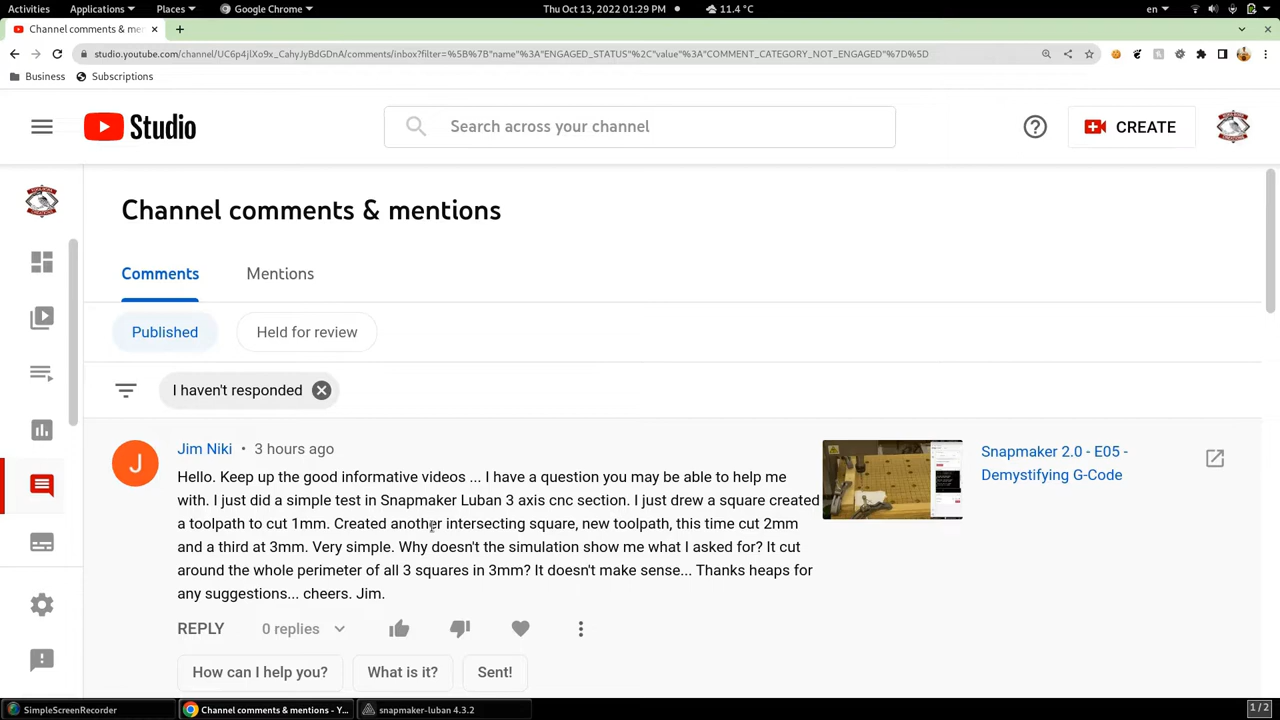 Activities Applications Places Google Chrome Thu Oct 13, 2022 01:29 PM 11.4 °C en
Channel comments & me
studio.youtube.com/channel/UC6p4jlXo9x_CahyJyBdGDnA/comments/inbox?filter=%5B%7B"name"%3A"ENGAGED_STATUS"%2C"value"%3A"COMMENT_CATEGORY_NOT_ENGAGED"%7D%5D
Business Subscriptions
Studio Search across your channel CREATE
Channel comments & mentions
Comments Mentions
Published Held for review
I haven't responded
J
Jim Niki • 3 hours ago
Hello. Keep up the good informative videos ... I have a question you may be able to help me
with. I just did a simple test in Snapmaker Luban 3 axis cnc section. I just drew a square created
a toolpath to cut 1mm. Created another intersecting square, new toolpath, this time cut 2mm
and a third at 3mm. Very simple. Why doesn't the simulation show me what I asked for? It cut
around the whole perimeter of all 3 squares in 3mm? It doesn't make sense... Thanks heaps for
any suggestions... cheers. Jim.
Snapmaker 2.0 - E05 -
Demystifying G-Code
REPLY 0 replies
How can I help you? What is it? Sent!
SimpleScreenRecorder Channel comments & mentions - Y... snapmaker-luban 4.3.2 1 / 2